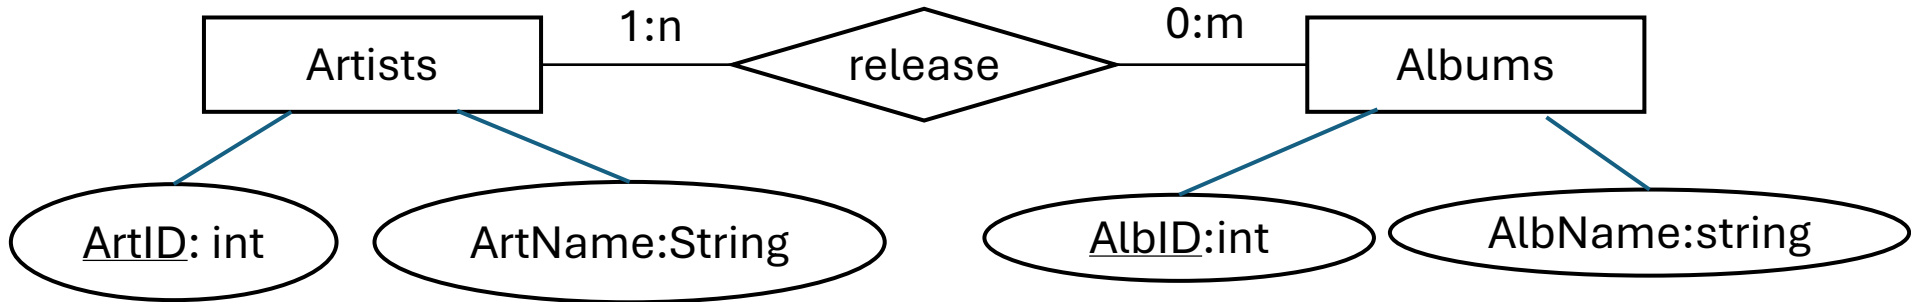 1:n
0:m
Artists
release
Albums
ArtID: int
ArtName:String
AlbID:int
AlbName:string